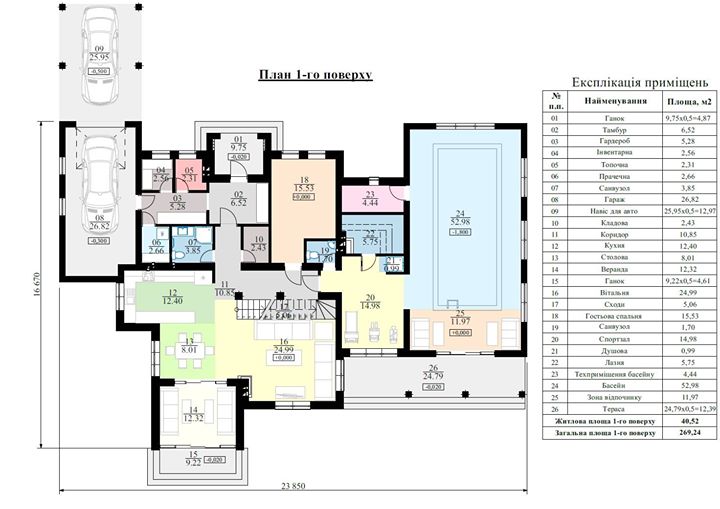 09
25.95
-0,500
План 1-го поверху
Експлікація приміщень
№ п.п. Найменування Площа, м2
01 Ганок 9,75х0,5=4,87
02 Тамбур 6,52
03 Гардероб 5,28
04 Інвентарна 2,56
05 Топочна 2,31
06 Прачечна 2,66
07 Санвузол 3,85
08 Гараж 26,82
09 Навіс для авто 25,95х0,5=12,97
10 Кладова 2,43
11 Коридор 10,85
12 Кухня 12,40
13 Столова 8,01
14 Веранда 12,32
15 Ганок 9,22х0,5=4,61
16 Вітальня 24,99
17 Сходи 5,06
18 Гостьова спальня 15,53
19 Санвузол 1,70
20 Спортзал 14,98
21 Душова 0,99
22 Лазня 5,75
23 Техприміщення басейну 4,44
24 Басейн 52,98
25 Зона відпочинку 11,97
26 Тераса 24,79х0,5=12,39
Житлова площа 1-го поверху 40,52
Загальна площа 1-го поверху 269,24
01
9.75
-0,020
04
2.56
05
2.31
18
15.53
+0,000
03
5.28
02
6.52
23
4.44
24
52.98
-1,800
08
26.82
-0,300
06
2.66
07
3.85
10
2.43
19
1.70
22
5.75
21
0.99
12
12.40
11
10.85
17
5.06
20
14.98
25
11.97
+0,000
13
8.01
16
24.99
+0,000
26
24.79
-0,020
14
12.32
15
9.22
-0,020
16 670
23 850